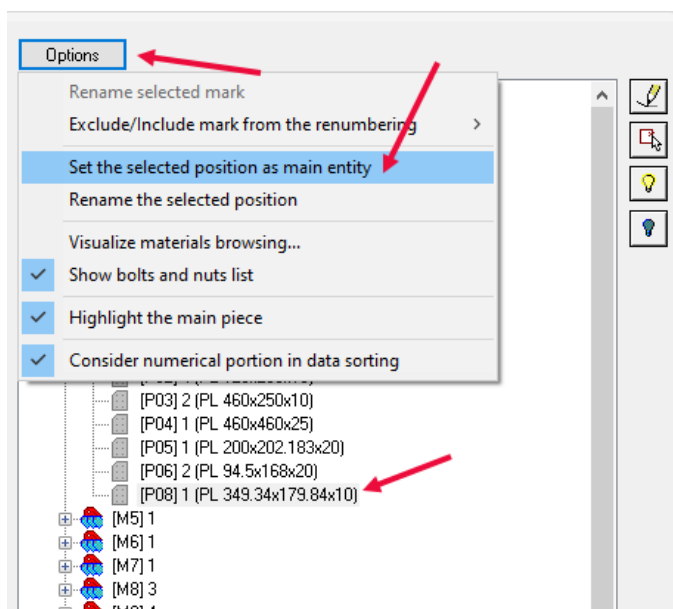 Options
Rename selected mark
Exclude/Include mark from the renumbering
Set the selected position as main entity
Rename the selected position
Visualize materials browsing...
Show bolts and nuts list
Highlight the main piece
Consider numerical portion in data sorting
[P03] 2 (PL 460x250x10)
[P04] 1 (PL 460x460x25)
[P05] 1 (PL 200x202.183x20)
[P06] 2 (PL 94.5x168x20)
[P08] 1 (PL 349.34x179.84x10)
[M5] 1
[M6] 1
[M7] 1
[M8] 3